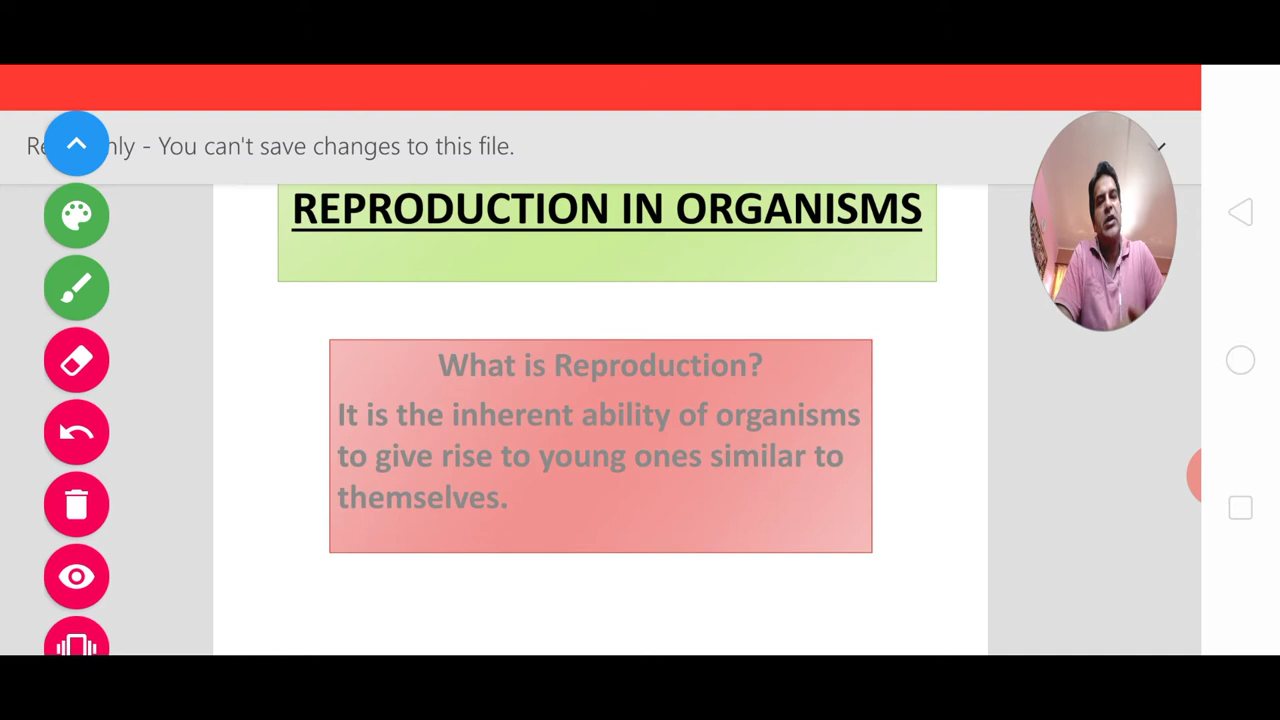 Re nly - You can't save changes to this file.
REPRODUCTION IN ORGANISMS
What is Reproduction?
It is the inherent ability of organisms
to give rise to young ones similar to
themselves.